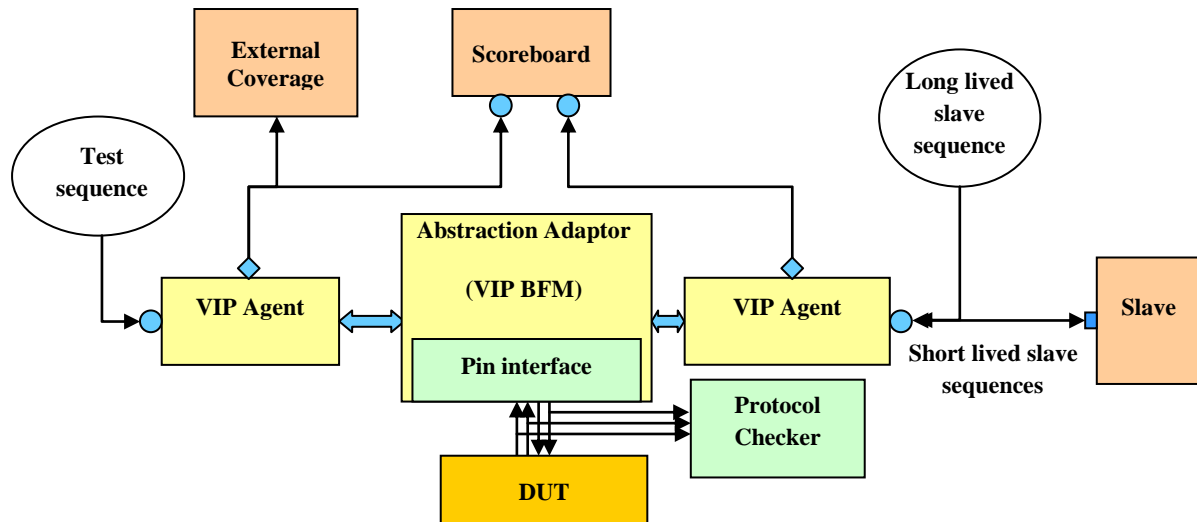 External
Coverage
Scoreboard
Long lived
slave
sequence
Test
sequence
Abstraction Adaptor
(VIP BFM)
VIP Agent
VIP Agent
Slave
Pin interface
Short lived slave
sequences
Protocol
Checker
DUT